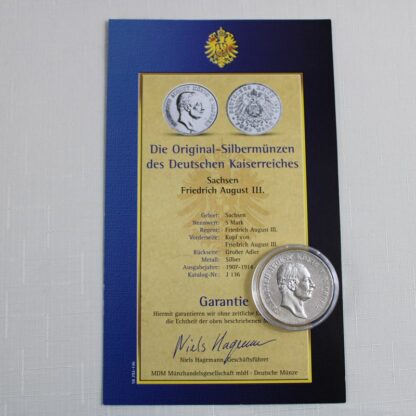 Die Original-Silbermünzen
des Deutschen Kaiserreiches
Sachsen
Friedrich August III.
Gebiet: Sachsen
Nennwert: 5 Mark
Regent: Friedrich August III.
Vorderseite: Kopf von
Friedrich August III.
Rückseite: Großer Adler
Metall: Silber
Ausgabejahre: 1907-1914
Katalog-Nr.: J 136
Garantie
Hiermit garantieren wir ohne zeitliche
die Echtheit der oben beschriebenen
Niels Hagemann
Niels Hagemann, Geschäftsführer
MDM Münzhandelsgesellschaft mbH · Deutsche Münze